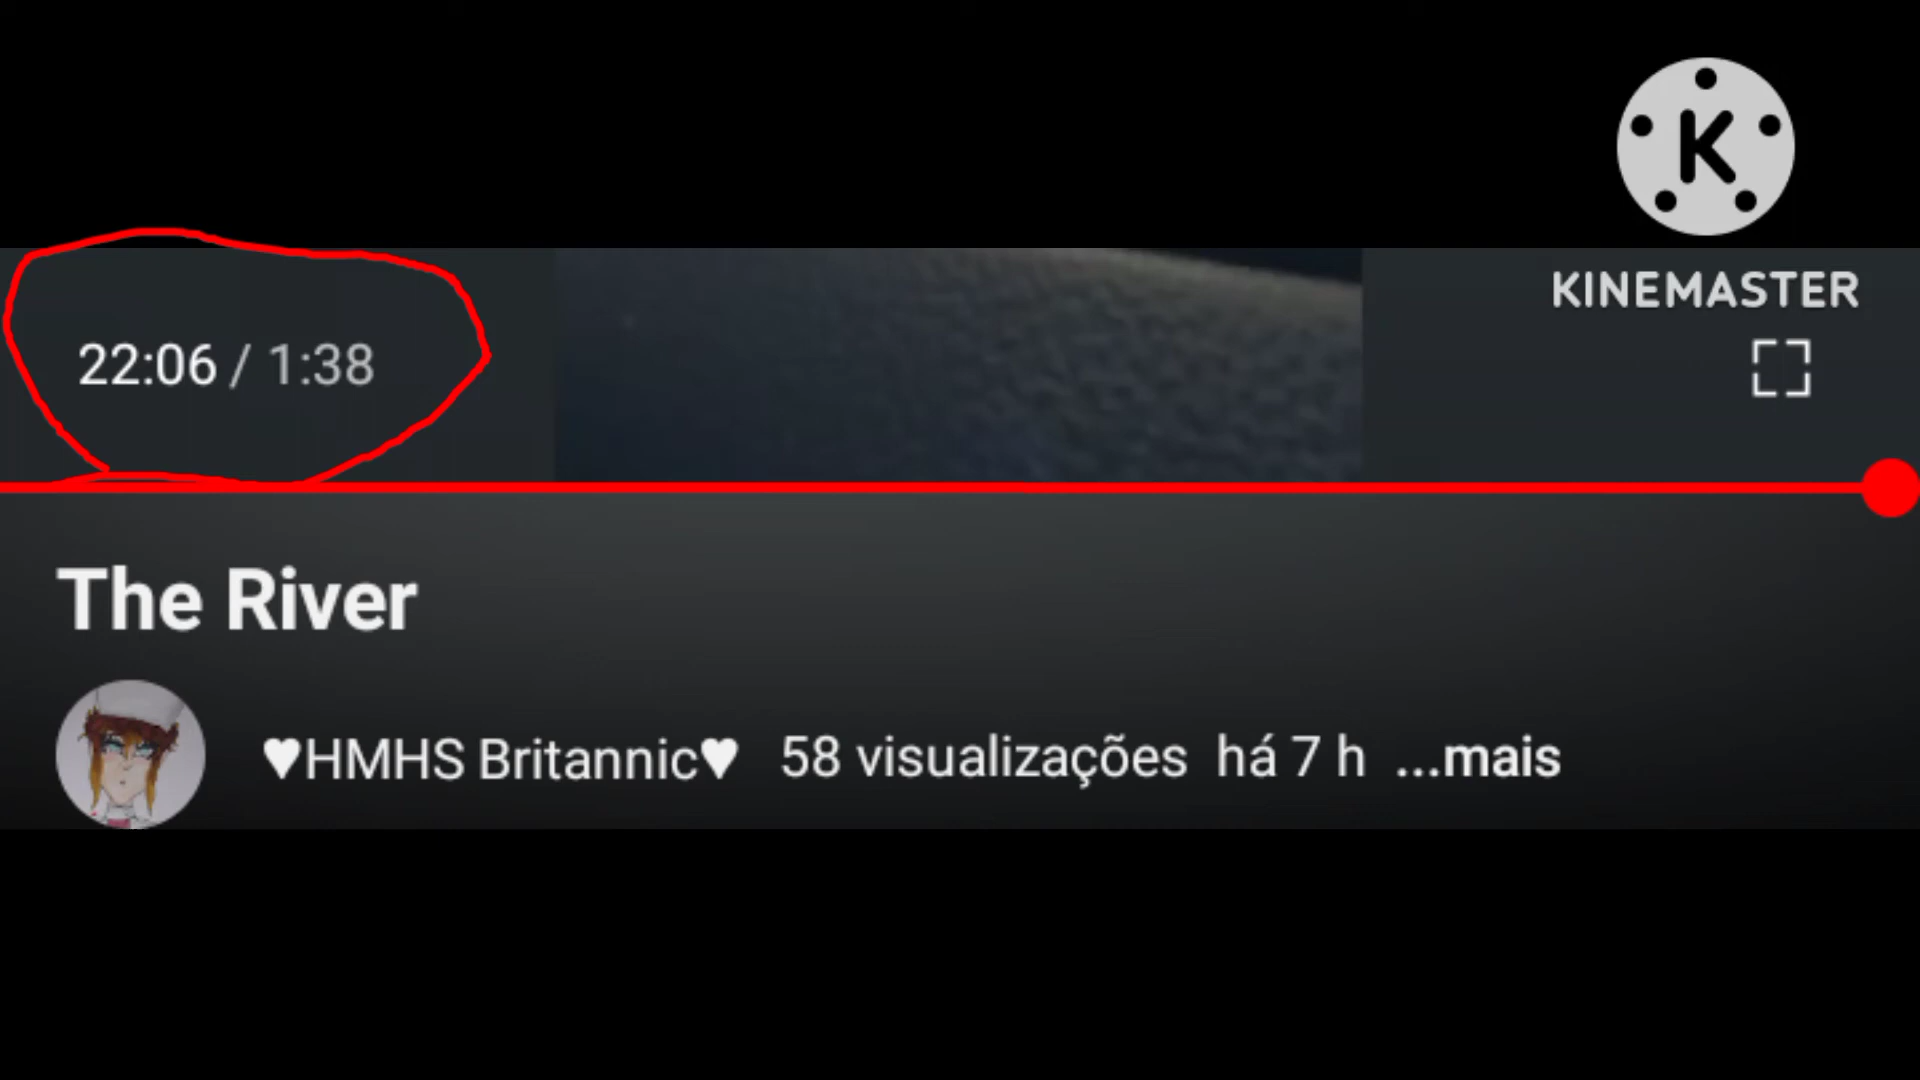 K
KINEMASTER
22:06 / 1:38
The River
♥HMHS Britannic♥ 58 visualizações há 7 h ...mais